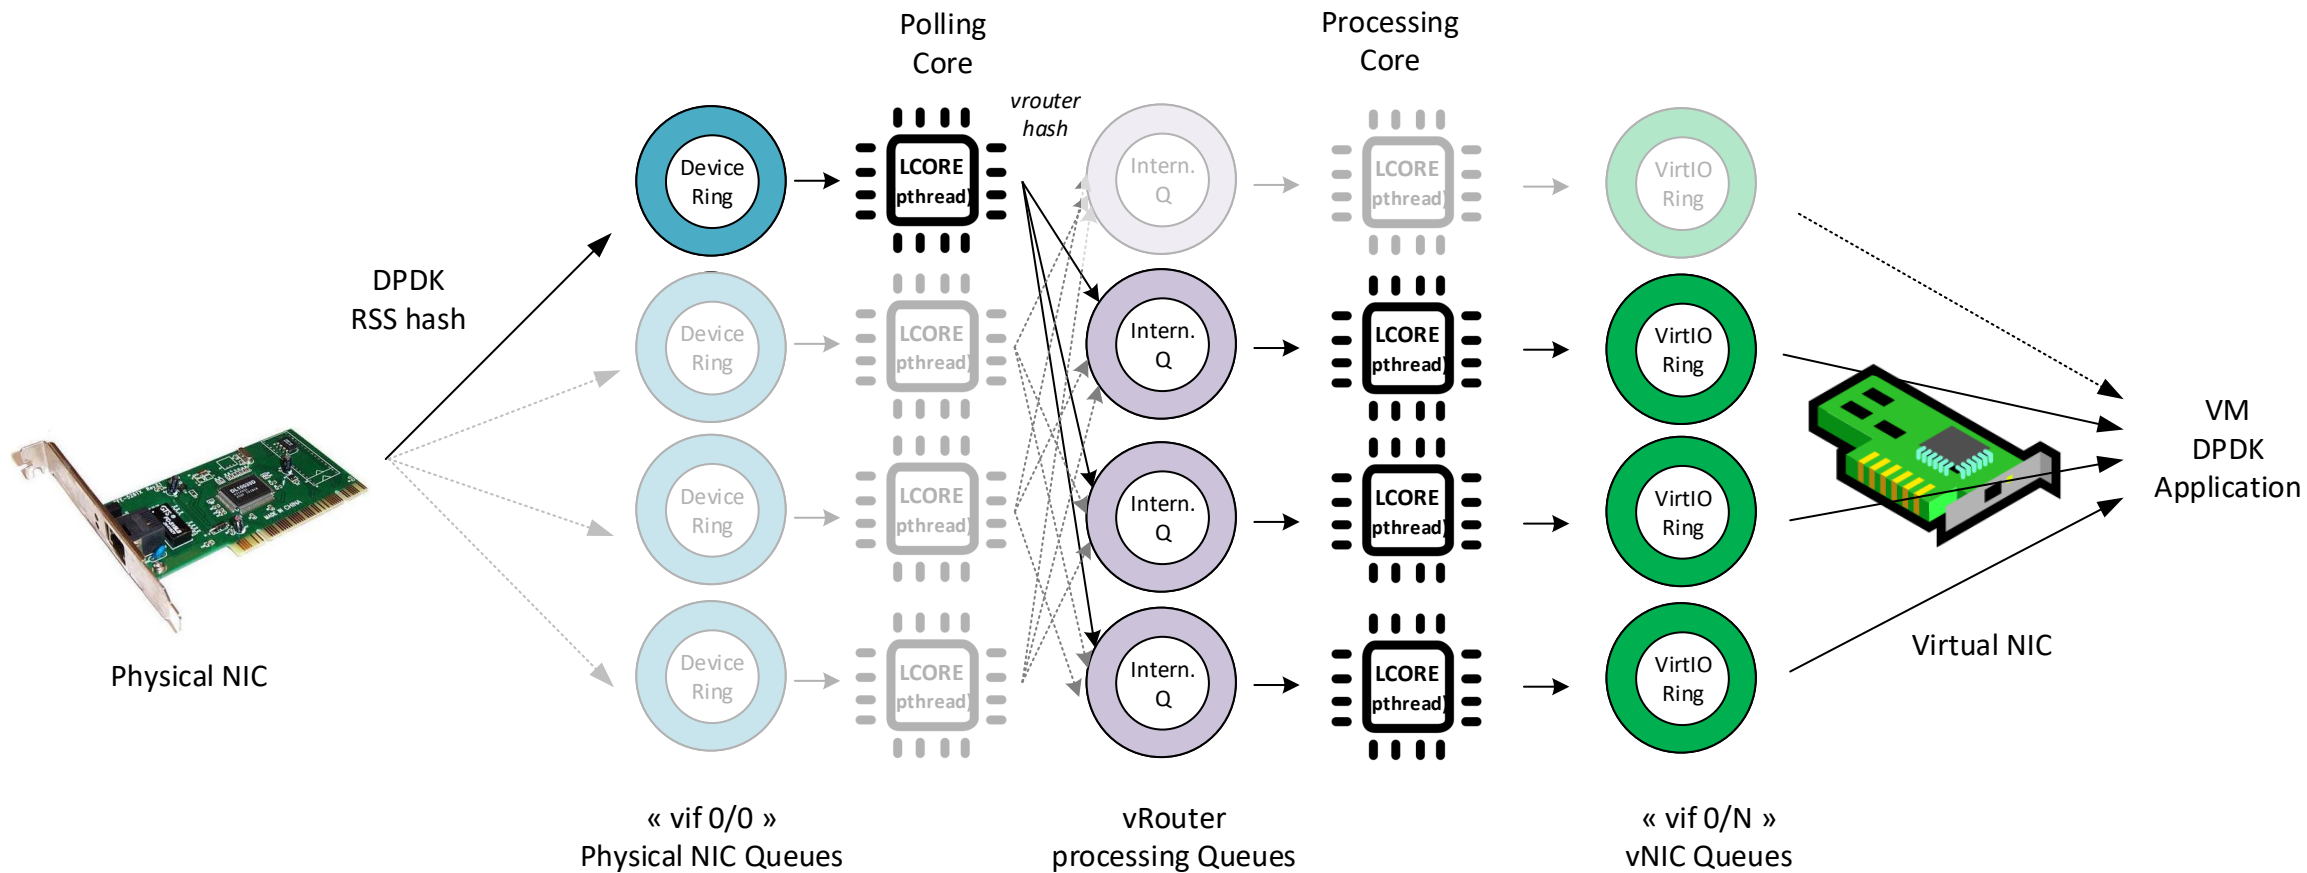 Polling
Core
Processing
Core
vrouter
hash
DPDK
RSS hash
Device
Ring
LCORE
pthread)
Intern.
Q
LCORE
pthread)
VirtIO
Ring
Device
Ring
LCORE
pthread)
Intern.
Q
LCORE
pthread)
VirtIO
Ring
Device
Ring
LCORE
pthread)
Intern.
Q
LCORE
pthread)
VirtIO
Ring
Device
Ring
LCORE
pthread)
Intern.
Q
LCORE
pthread)
VirtIO
Ring
VM
DPDK
Application
Physical NIC
Virtual NIC
« vif 0/0 »
Physical NIC Queues
vRouter
processing Queues
« vif 0/N »
vNIC Queues